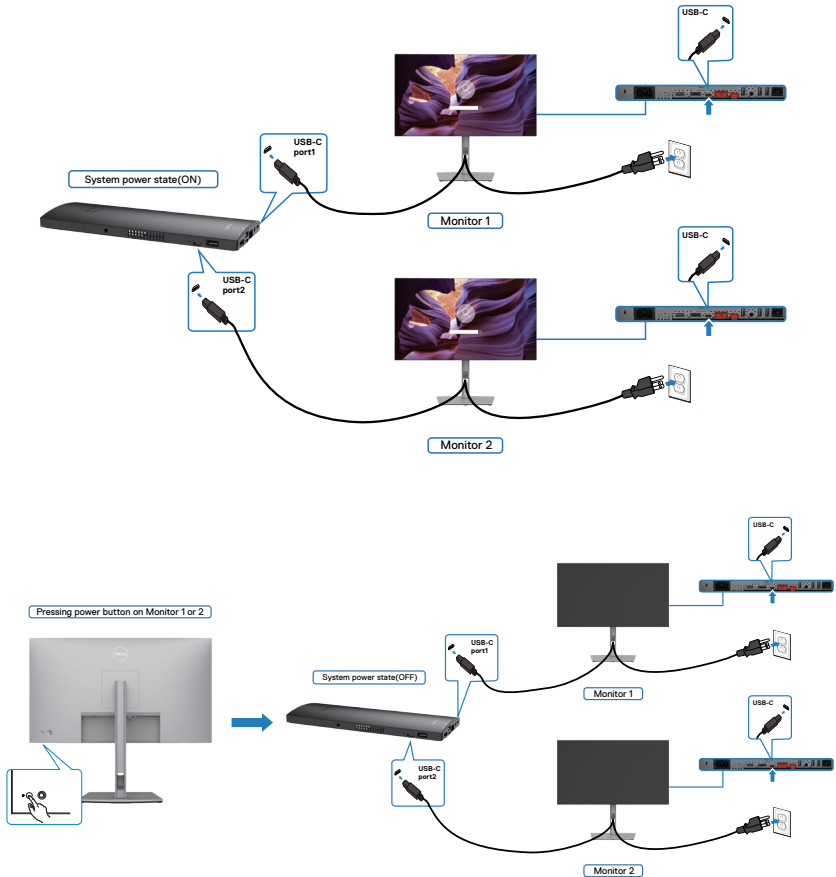 USB-C
USB-C
port1
System power state(ON)
Monitor 1
USB-C
USB-C
port2
Monitor 2
USB-C
Pressing power button on Monitor 1 or 2
DELL
USB-C
port1
System power state(OFF)
Monitor 1
USB-C
USB-C
port2
Monitor 2